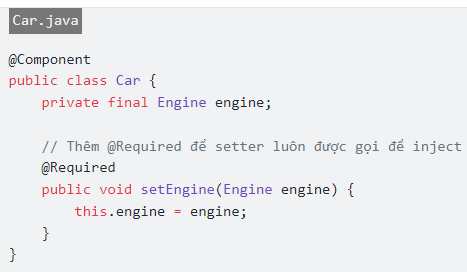 Car.java
@Component
public class Car {
    private final Engine engine;

    // Thêm @Required để setter luôn được gọi để inject
    @Required
    public void setEngine(Engine engine) {
        this.engine = engine;
    }
}